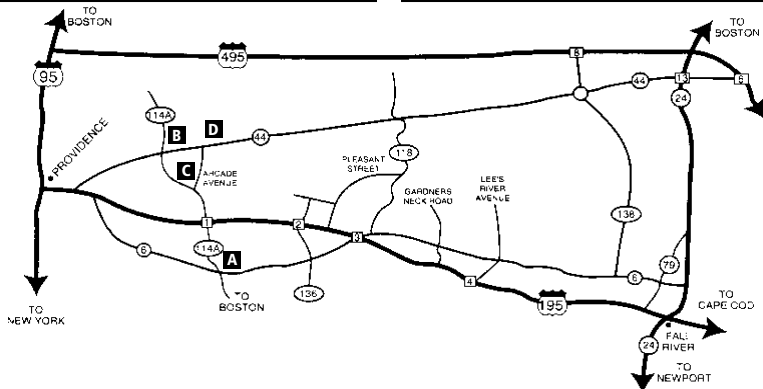 TO
BOSTON
TO
BOSTON
495
8
95
13
44
8
24
114A
B
D
44
PROVIDENCE
PLEASANT
STREET
118
C
ARCADE
AVENUE
GARDNERS
NECK ROAD
LEE'S
RIVER
AVENUE
138
1
2
3
114A
A
6
6
79
4
136
195
TO
NEW YORK
TO
BOSTON
TO
CAPE COD
FALL
RIVER
24
TO
NEWPORT